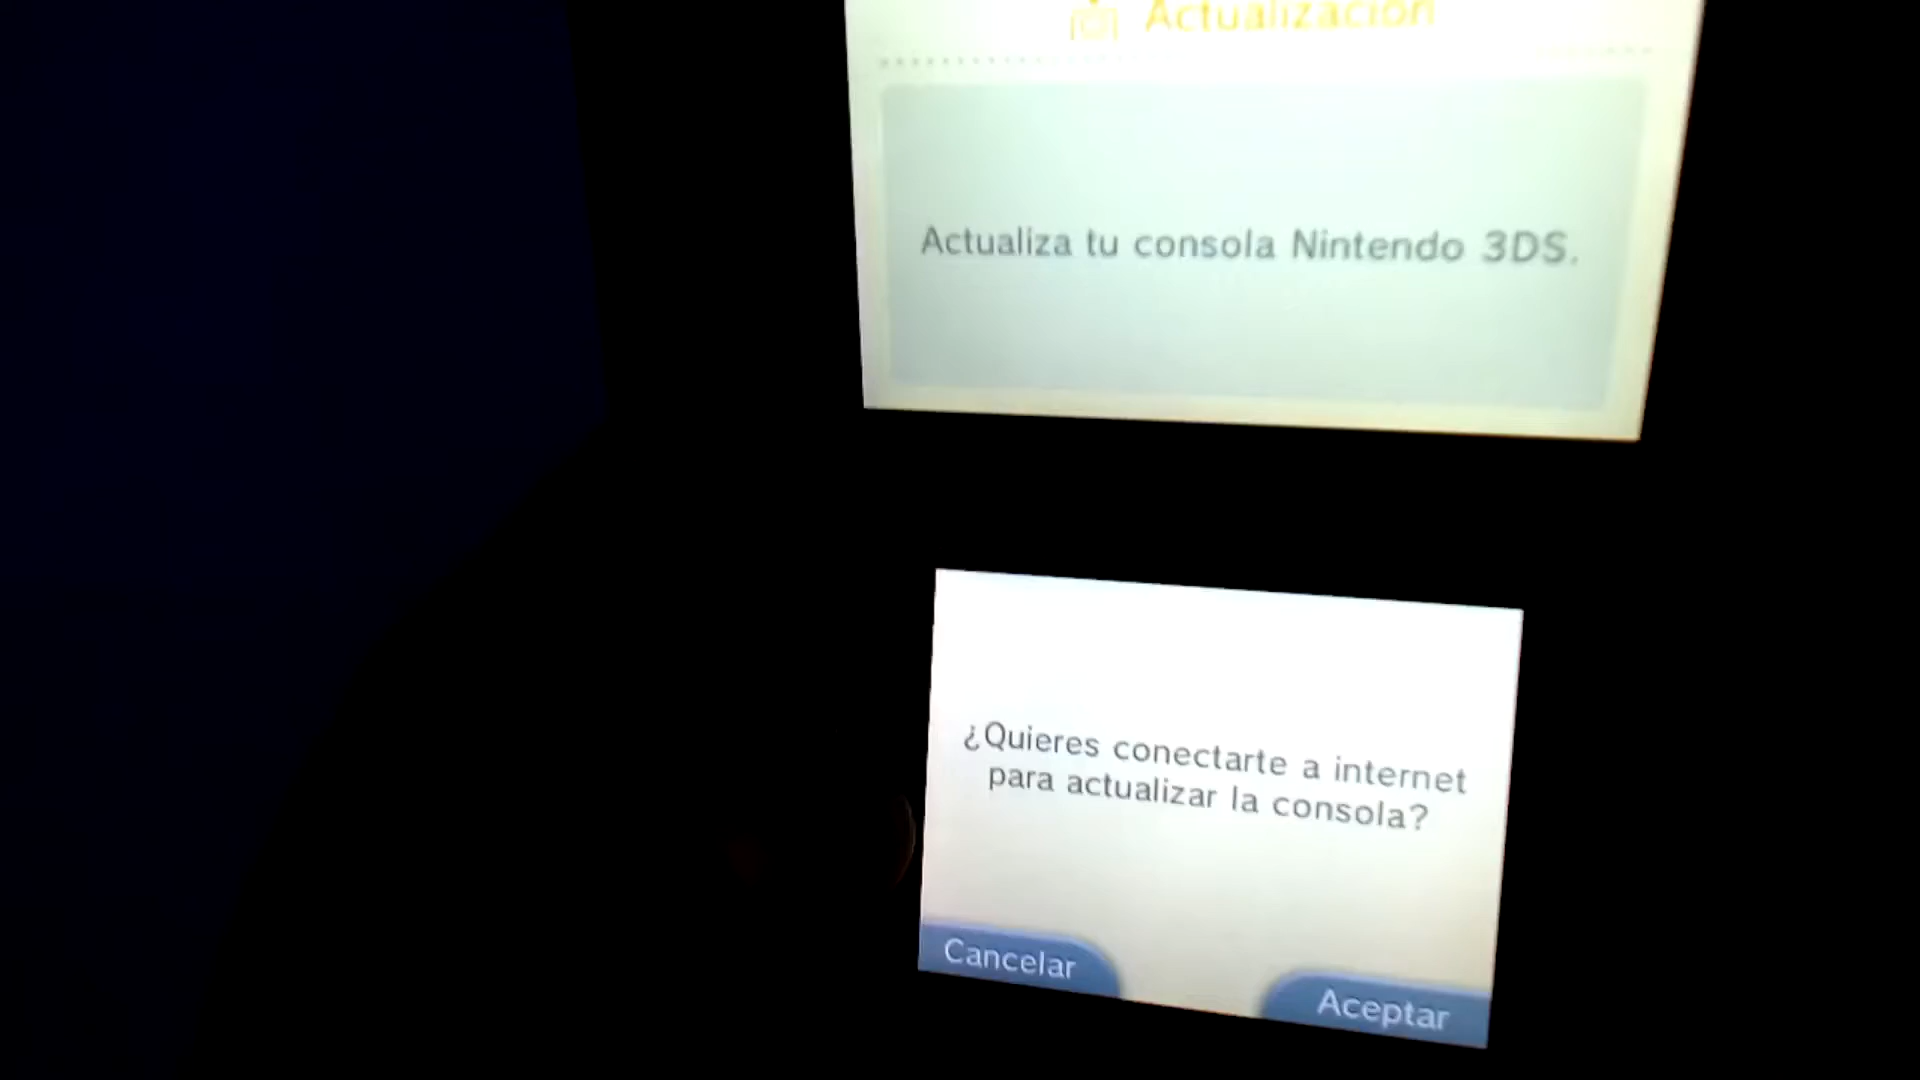 Actualización
Actualiza tu consola Nintendo 3DS.
¿Quieres conectarte a internet
para actualizar la consola?
Cancelar
Aceptar